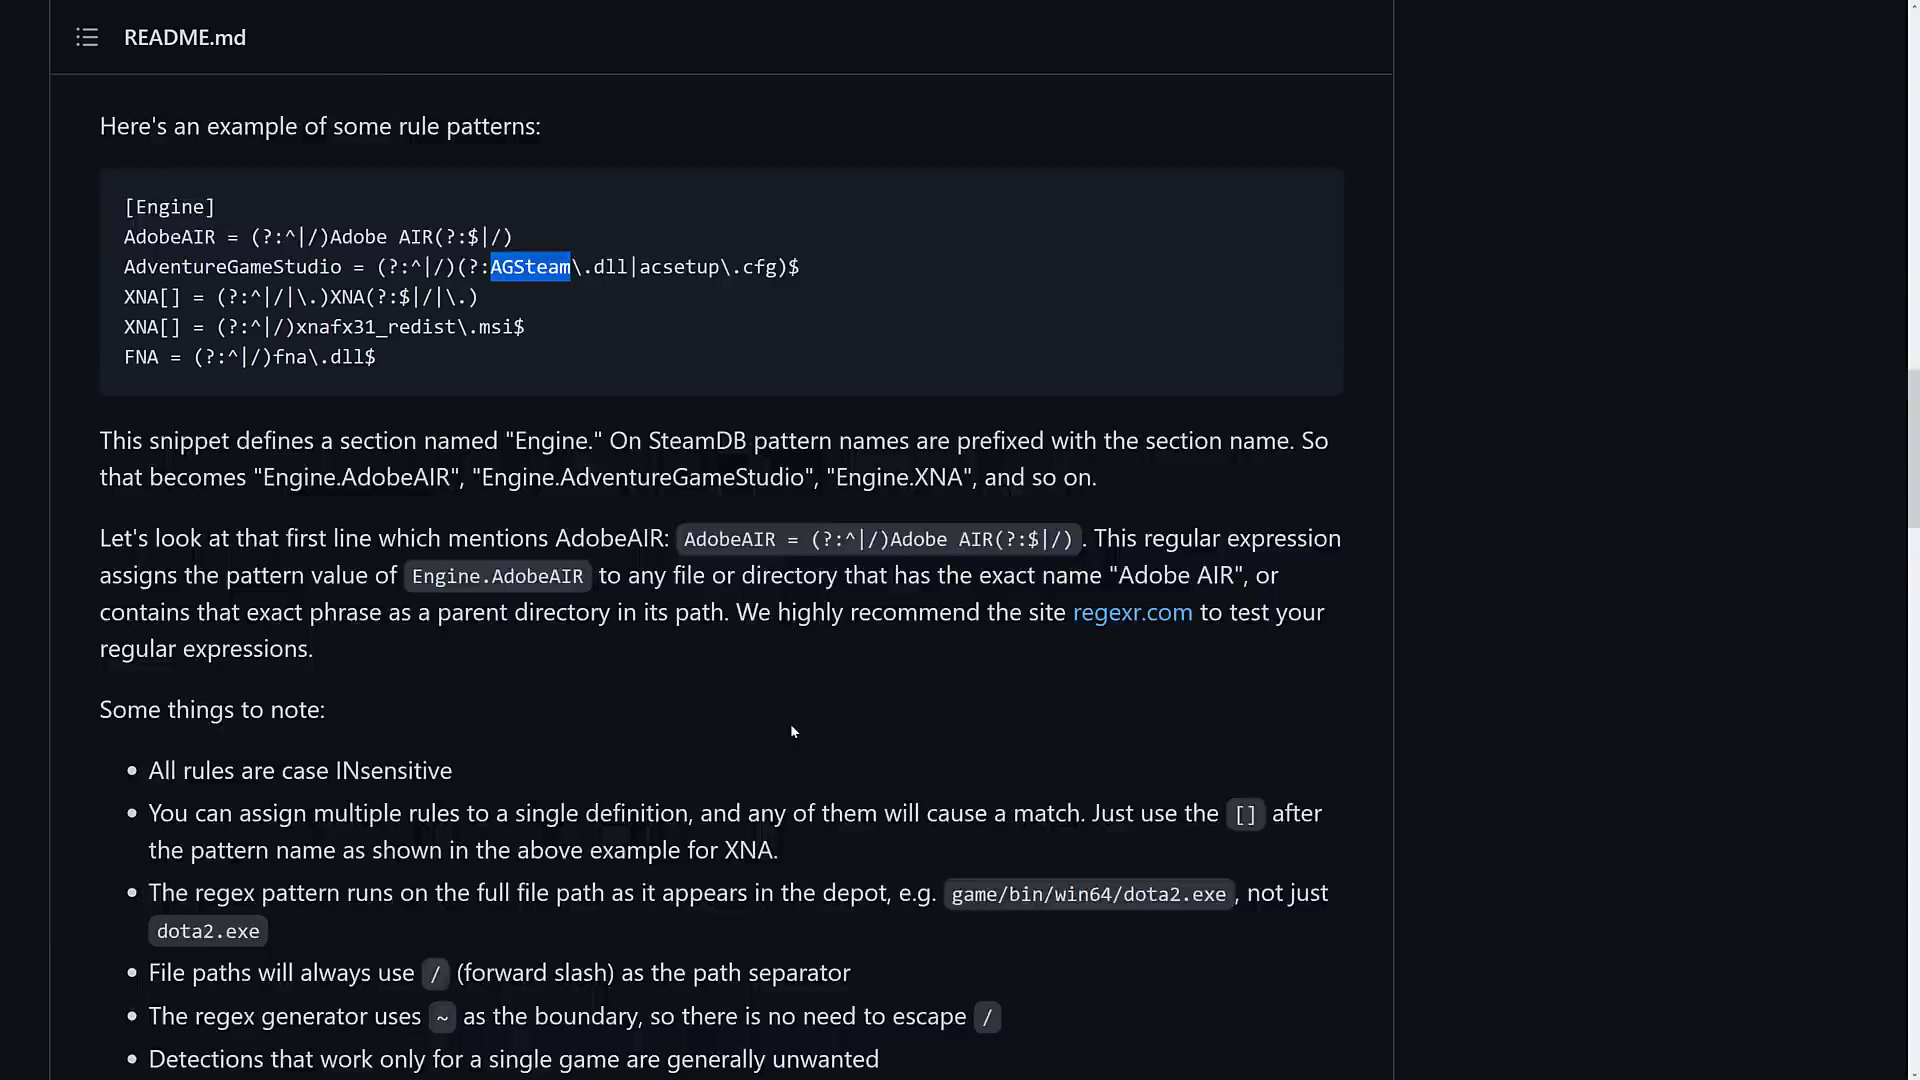 README.md
Here's an example of some rule patterns:
[Engine]
AdobeAIR = (?:^|/)Adobe AIR(?:$|/)
AdventureGameStudio = (?:^|/)(?:AGSteam\.dll|acsetup\.cfg)$
XNA[] = (?:^|/|\.)XNA(?:$|/|\.)
XNA[] = (?:^|/)xnafx31_redist\.msi$
FNA = (?:^|/)fna\.dll$
This snippet defines a section named "Engine." On SteamDB pattern names are prefixed with the section name. So
that becomes "Engine.AdobeAIR", "Engine.AdventureGameStudio", "Engine.XNA", and so on.
Let's look at that first line which mentions AdobeAIR: AdobeAIR = (?:^|/)Adobe AIR(?:$|/) . This regular expression
assigns the pattern value of Engine.AdobeAIR to any file or directory that has the exact name "Adobe AIR", or
contains that exact phrase as a parent directory in its path. We highly recommend the site regexr.com to test your
regular expressions.
Some things to note:
• All rules are case INsensitive
• You can assign multiple rules to a single definition, and any of them will cause a match. Just use the [] after
the pattern name as shown in the above example for XNA.
• The regex pattern runs on the full file path as it appears in the depot, e.g. game/bin/win64/dota2.exe , not just
dota2.exe
• File paths will always use / (forward slash) as the path separator
• The regex generator uses ~ as the boundary, so there is no need to escape /
• Detections that work only for a single game are generally unwanted